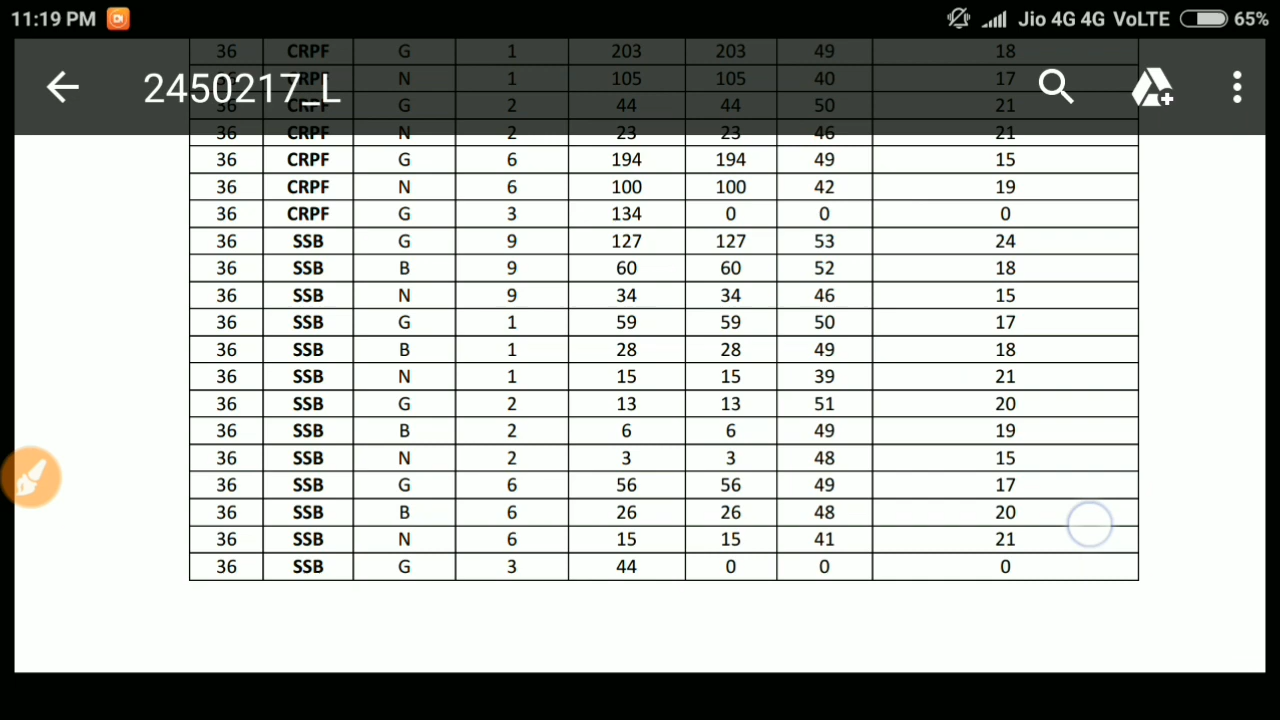 11:19 PM Jio 4G 4G VoLTE 65%
36 CRPF G 1 203 203 49 18
2450217_L
36 CRPF N 1 105 105 40 17
36 CRPF G 2 44 44 50 21
36 CRPF N 2 23 23 46 21
36 CRPF G 6 194 194 49 15
36 CRPF N 6 100 100 42 19
36 CRPF G 3 134 0 0 0
36 SSB G 9 127 127 53 24
36 SSB B 9 60 60 52 18
36 SSB N 9 34 34 46 15
36 SSB G 1 59 59 50 17
36 SSB B 1 28 28 49 18
36 SSB N 1 15 15 39 21
36 SSB G 2 13 13 51 20
36 SSB B 2 6 6 49 19
36 SSB N 2 3 3 48 15
36 SSB G 6 56 56 49 17
36 SSB B 6 26 26 48 20
36 SSB N 6 15 15 41 21
36 SSB G 3 44 0 0 0